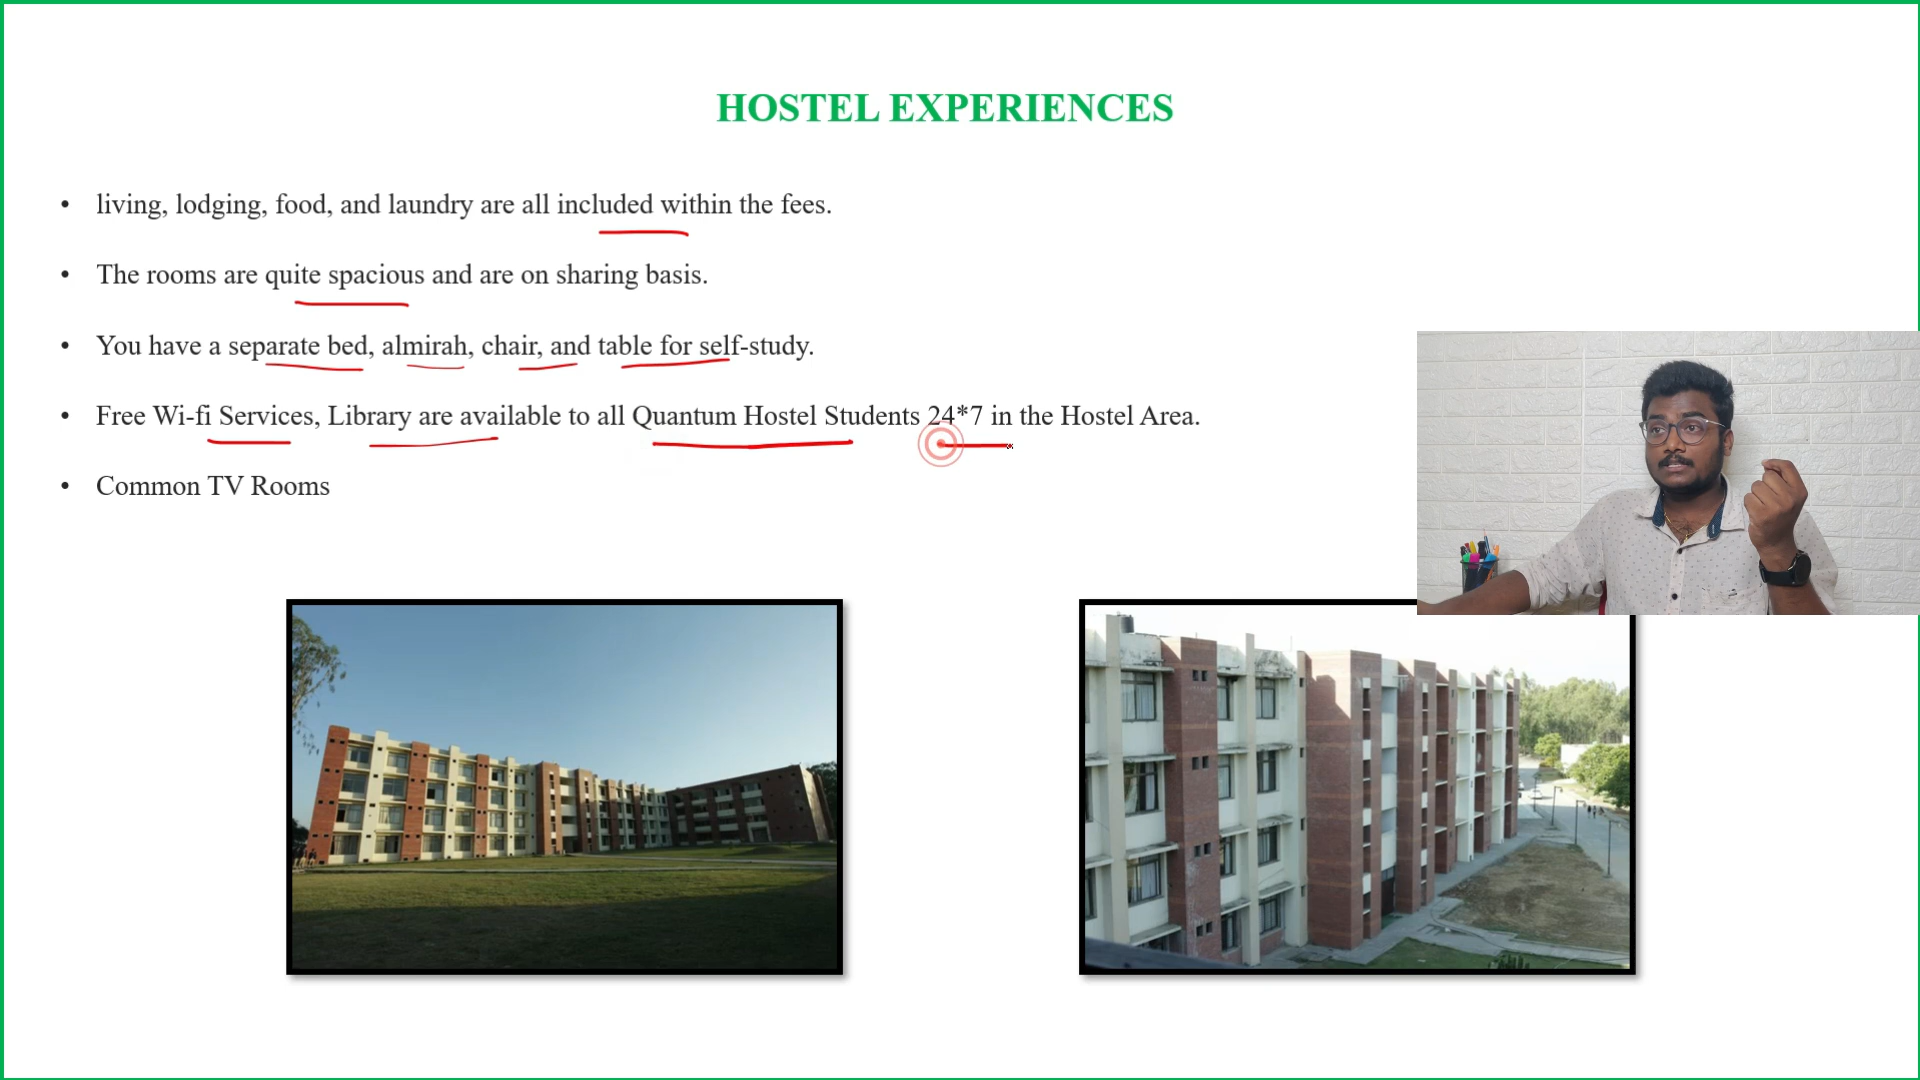 HOSTEL EXPERIENCES
• living, lodging, food, and laundry are all included within the fees.
• The rooms are quite spacious and are on sharing basis.
• You have a separate bed, almirah, chair, and table for self-study.
• Free Wi-fi Services, Library are available to all Quantum Hostel Students 24*7 in the Hostel Area.
• Common TV Rooms